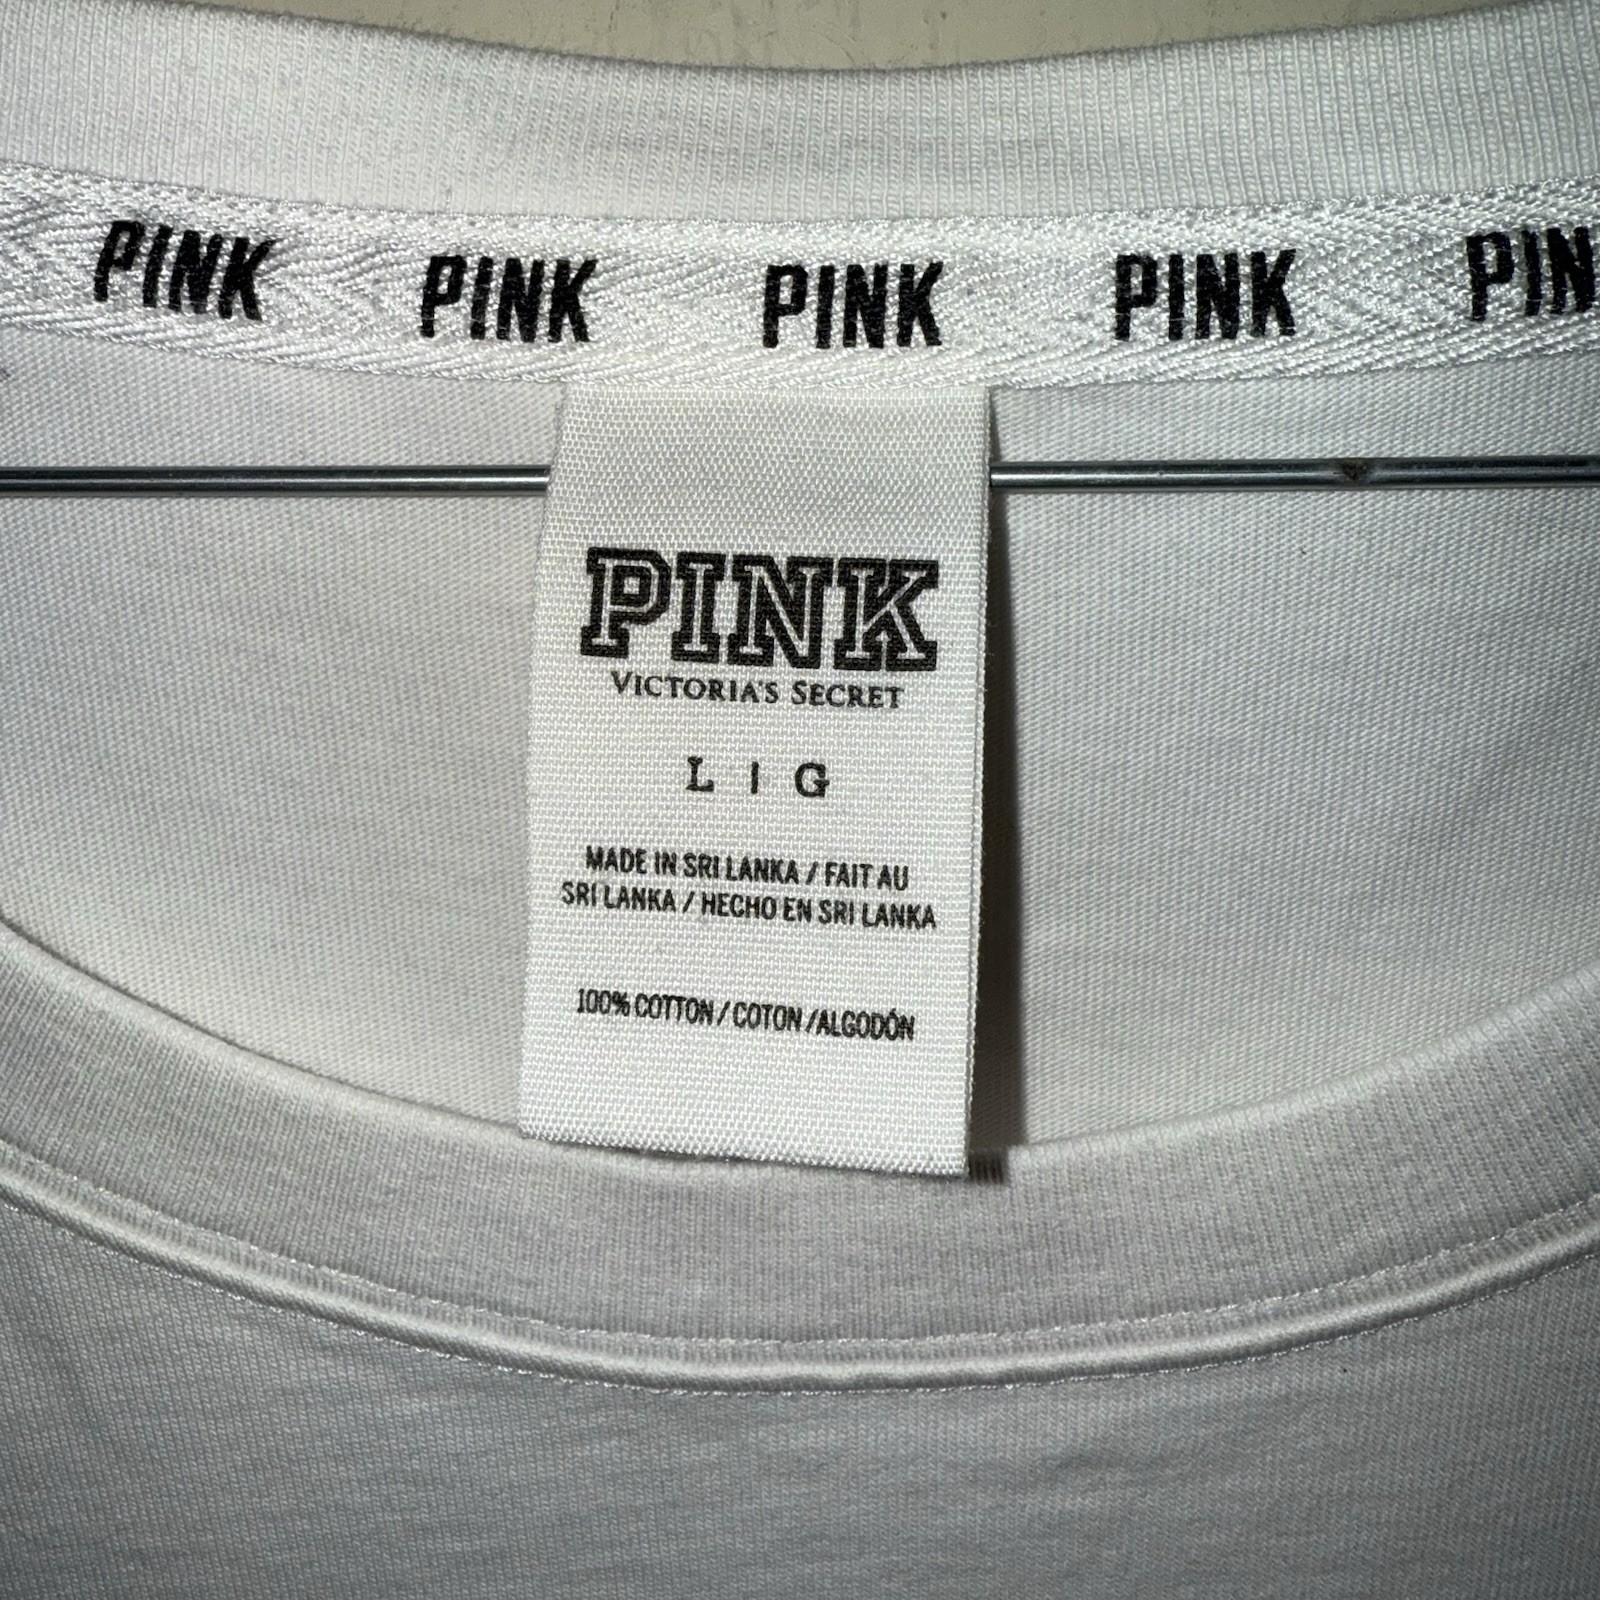 PINK PINK PINK PINK PIN
PINK
VICTORIA'S SECRET
L | G
MADE IN SRI LANKA / FAIT AU
SRI LANKA / HECHO EN SRI LANKA
100% COTTON / COTON / ALGODÓN